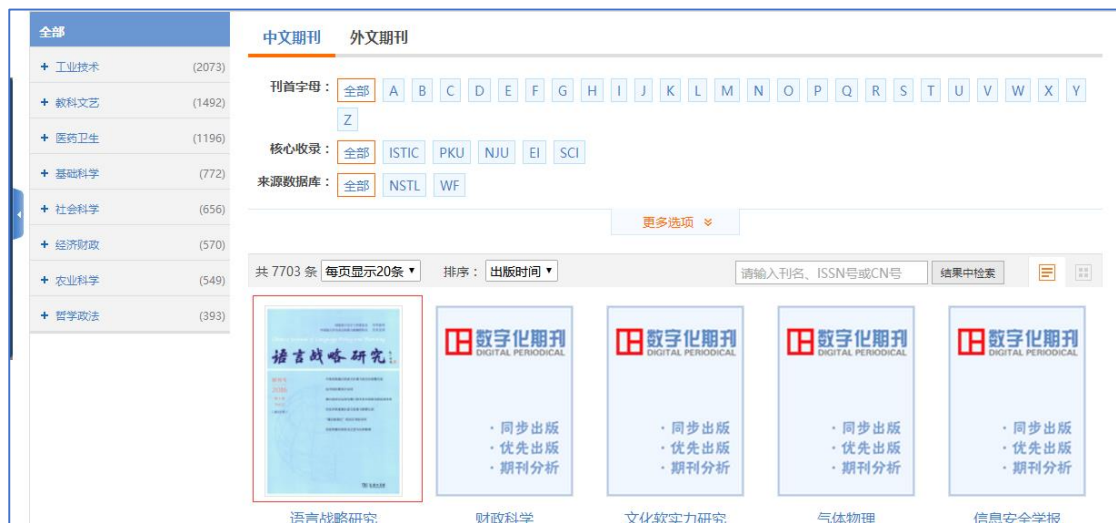 全部
+ 工业技术 (2073)
+ 教科文艺 (1492)
+ 医药卫生 (1196)
+ 基础科学 (772)
+ 社会科学 (656)
+ 经济财政 (570)
+ 农业科学 (549)
+ 哲学政法 (393)
中文期刊 外文期刊
刊首字母： 全部 A B C D E F G H I J K L M N O P Q R S T U V W X Y
Z
核心收录： 全部 ISTIC PKU NJU EI SCI
来源数据库： 全部 NSTL WF
更多选项
共 7703 条 每页显示20条 排序： 出版时间 请输入刊名、ISSN号或CN号 结果中检索
语言战略研究
数字化期刊
DIGITAL PERIODICAL
·同步出版
·优先出版
·期刊分析
数字化期刊
DIGITAL PERIODICAL
·同步出版
·优先出版
·期刊分析
数字化期刊
DIGITAL PERIODICAL
·同步出版
·优先出版
·期刊分析
数字化期刊
DIGITAL PERIODICAL
·同步出版
·优先出版
·期刊分析
语言战略研究 财政科学 文化软实力研究 气体物理 信息安全学报